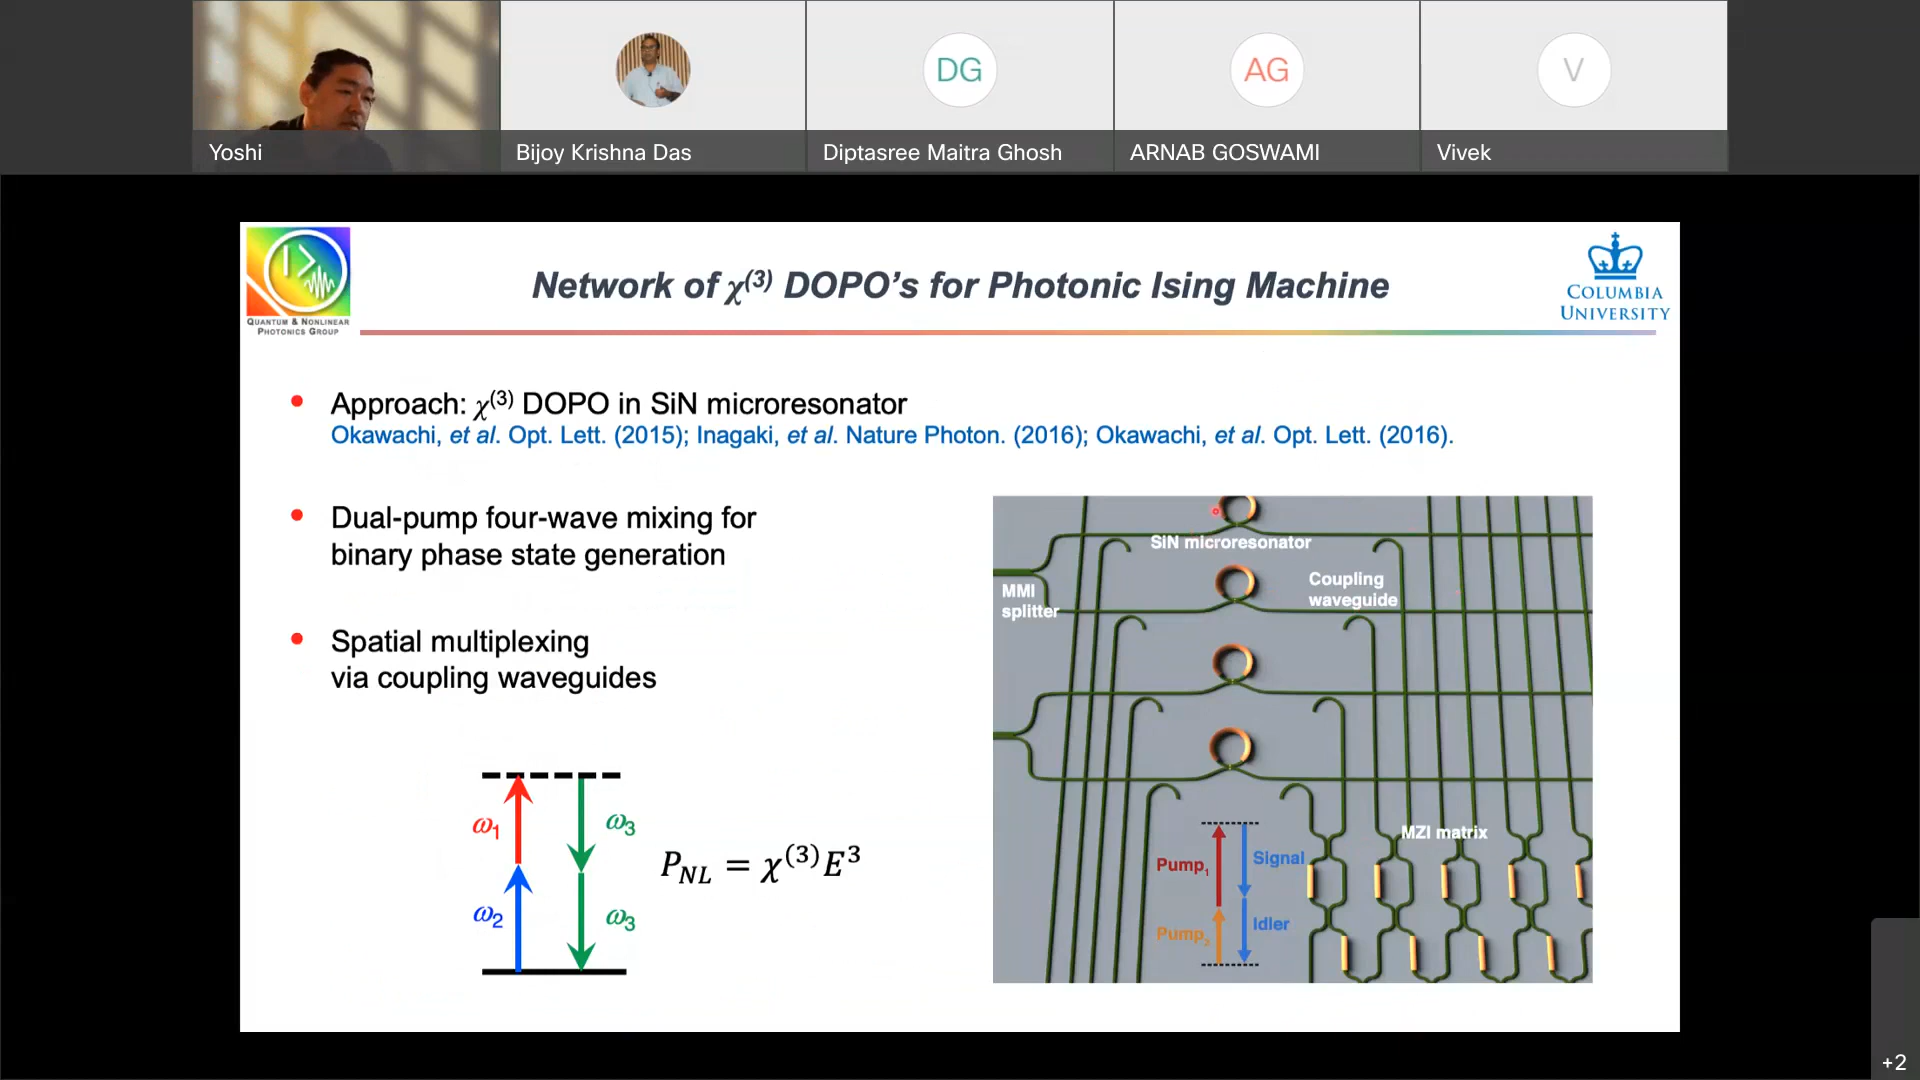 DG
AG
V
Yoshi
Bijoy Krishna Das
Diptasree Maitra Ghosh
ARNAB GOSWAMI
Vivek
QUANTUM & NONLINEAR
PHOTONICS GROUP
Network of χ⁽³⁾ DOPO's for Photonic Ising Machine
COLUMBIA
UNIVERSITY
• Approach: χ⁽³⁾ DOPO in SiN microresonator
Okawachi, et al. Opt. Lett. (2015); Inagaki, et al. Nature Photon. (2016); Okawachi, et al. Opt. Lett. (2016).
• Dual-pump four-wave mixing for
binary phase state generation
• Spatial multiplexing
via coupling waveguides
ω₁
ω₃
ω₂
ω₃
P_NL = χ⁽³⁾E³
SiN microresonator
MMI
splitter
Coupling
waveguide
MZI matrix
Pump₁
Signal
Pump₂
Idler
+2